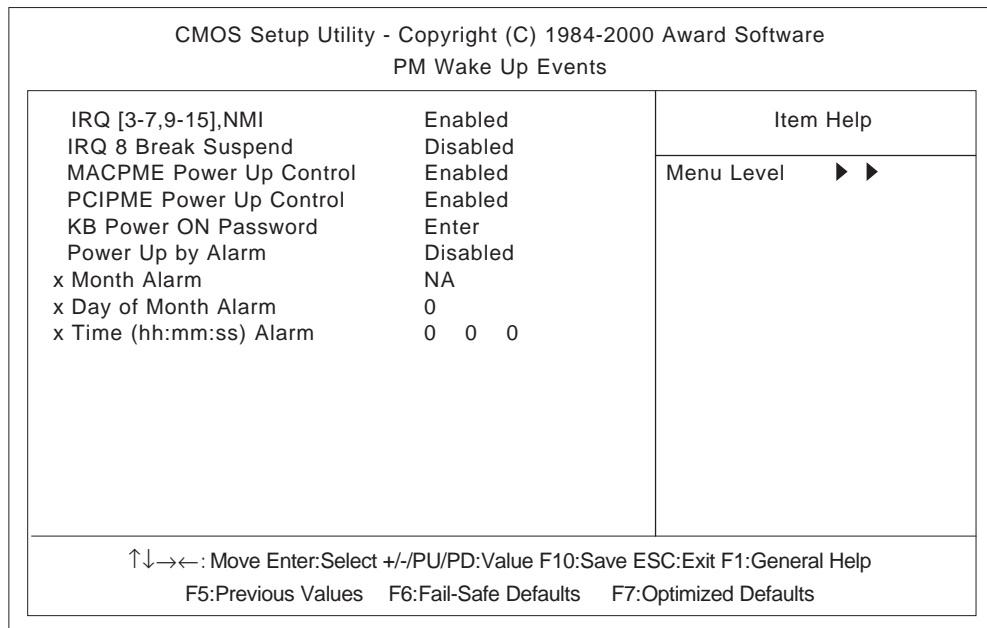 CMOS Setup Utility - Copyright (C) 1984-2000 Award Software
PM Wake Up Events
IRQ [3-7,9-15],NMI Enabled
IRQ 8 Break Suspend Disabled
MACPME Power Up Control Enabled
PCIPME Power Up Control Enabled
KB Power ON Password Enter
Power Up by Alarm Disabled
x Month Alarm NA
x Day of Month Alarm 0
x Time (hh:mm:ss) Alarm 0 0 0
Item Help
Menu Level ▶ ▶
↑↓→←: Move Enter:Select +/-/PU/PD:Value F10:Save ESC:Exit F1:General Help
F5:Previous Values F6:Fail-Safe Defaults F7:Optimized Defaults